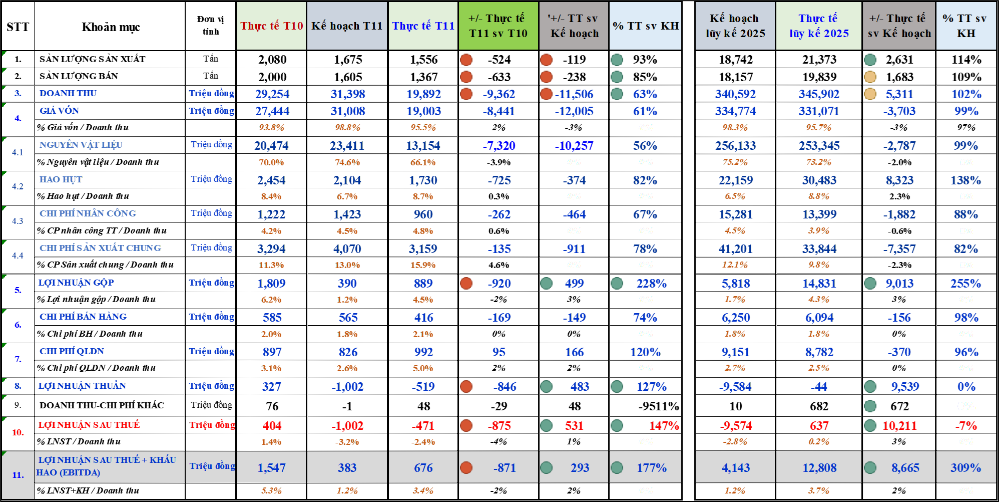 STT Khoản mục Đơn vị tính Thực tế T10 Kế hoạch T11 Thực tế T11 +/- Thực tế T11 sv T10 '+/- TT sv Kế hoạch % TT sv KH Kế hoạch lũy kế 2025 Thực tế lũy kế 2025 +/- Thực tế sv Kế hoạch % TT sv KH
1. SẢN LƯỢNG SẢN XUẤT Tấn 2,080 1,675 1,556 -524 -119 93% 18,742 21,373 2,631 114%
2. SẢN LƯỢNG BÁN Tấn 2,000 1,605 1,367 -633 -238 85% 18,157 19,839 1,683 109%
3. DOANH THU Triệu đồng 29,254 31,398 19,892 -9,362 -11,506 63% 340,592 345,902 5,311 102%
4. GIÁ VỐN Triệu đồng 27,444 31,008 19,003 -8,441 -12,005 61% 334,774 331,071 -3,703 99%
% Giá vốn / Doanh thu 93.8% 98.8% 95.5% 2% -3% 98.3% 95.7% -3% 97%
4.1 NGUYÊN VẬT LIỆU Triệu đồng 20,474 23,411 13,154 -7,320 -10,257 56% 256,133 253,345 -2,787 99%
% Nguyên vật liệu / Doanh thu 70.0% 74.6% 66.1% -3.9% 75.2% 73.2% -2.0%
4.2 HAO HỤT Triệu đồng 2,454 2,104 1,730 -725 -374 82% 22,159 30,483 8,323 138%
% Hao hụt / Doanh thu 8.4% 6.7% 8.7% 0.3% 6.5% 8.8% 2.3%
4.3 CHI PHÍ NHÂN CÔNG Triệu đồng 1,222 1,423 960 -262 -464 67% 15,281 13,399 -1,882 88%
% CP nhân công TT / Doanh thu 4.2% 4.5% 4.8% 0.6% 4.5% 3.9% -0.6%
4.4 CHI PHÍ SẢN XUẤT CHUNG Triệu đồng 3,294 4,070 3,159 -135 -911 78% 41,201 33,844 -7,357 82%
% CP Sản xuất chung / Doanh thu 11.3% 13.0% 15.9% 4.6% 12.1% 9.8% -2.3%
5. LỢI NHUẬN GỘP Triệu đồng 1,809 390 889 -920 499 228% 5,818 14,831 9,013 255%
% Lợi nhuận gộp / Doanh thu 6.2% 1.2% 4.5% -2% 3% 1.7% 4.3% 3%
6. CHI PHÍ BÁN HÀNG Triệu đồng 585 565 416 -169 -149 74% 6,250 6,094 -156 98%
% Chi phí BH / Doanh thu 2.0% 1.8% 2.1% 0% 0% 1.8% 1.8% 0%
7. CHI PHÍ QLDN Triệu đồng 897 826 992 95 166 120% 9,151 8,782 -370 96%
% Chi phí QLDN / Doanh thu 3.1% 2.6% 5.0% 2% 2% 2.7% 2.5% 0%
8. LỢI NHUẬN THUẦN Triệu đồng 327 -1,002 -519 -846 483 127% -9,584 -44 9,539 0%
9. DOANH THU-CHI PHÍ KHÁC Triệu đồng 76 -1 48 -29 48 -9511% 10 682 672
10. LỢI NHUẬN SAU THUẾ Triệu đồng 404 -1,002 -471 -875 531 147% -9,574 637 10,211 -7%
% LNST / Doanh thu 1.4% -3.2% -2.4% -4% 1% -2.8% 0.2% 3%
11. LỢI NHUẬN SAU THUẾ + KHẤU HAO (EBITDA) Triệu đồng 1,547 383 676 -871 293 177% 4,143 12,808 8,665 309%
% LNST+KH / Doanh thu 5.3% 1.2% 3.4% -2% 2% 1.2% 3.7% 2%